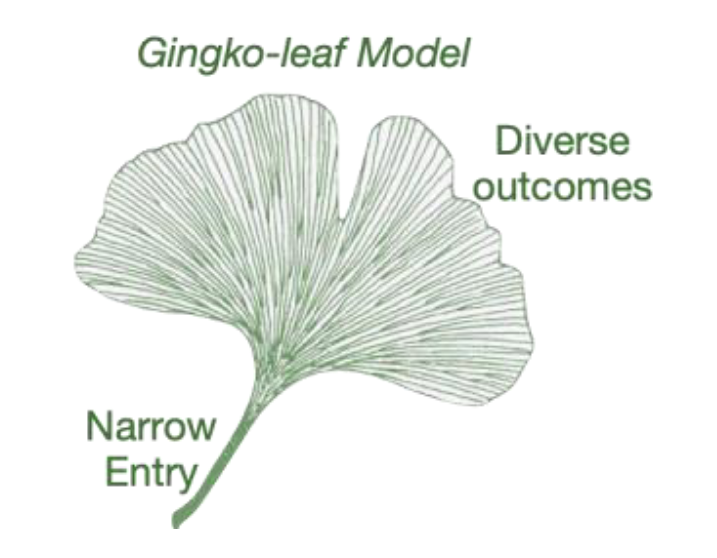 Gingko-leaf Model
Diverse
outcomes
Narrow
Entry